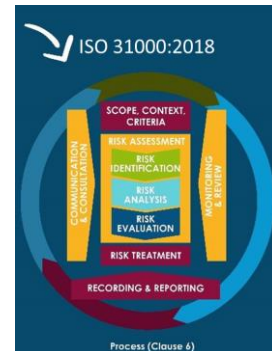 ISO 31000:2018
SCOPE, CONTEXT,
CRITERIA
RISK ASSESSMENT
RISK
IDENTIFICATION
RISK
ANALYSIS
RISK
EVALUATION
RISK TREATMENT
RECORDING & REPORTING
COMMUNICATION
& CONSULTATION
MONITORING
& REVIEW
Process (Clause 6)